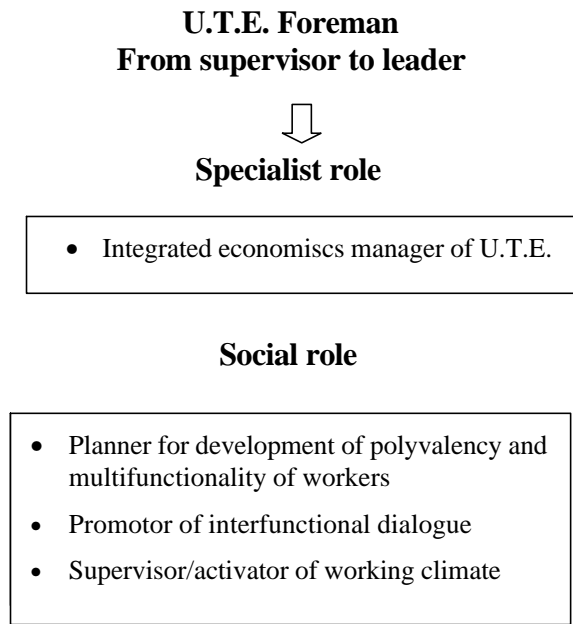 U.T.E. Foreman
From supervisor to leader
Specialist role
• Integrated economiscs manager of U.T.E.
Social role
• Planner for development of polyvalency and
multifunctionality of workers
• Promotor of interfunctional dialogue
• Supervisor/activator of working climate